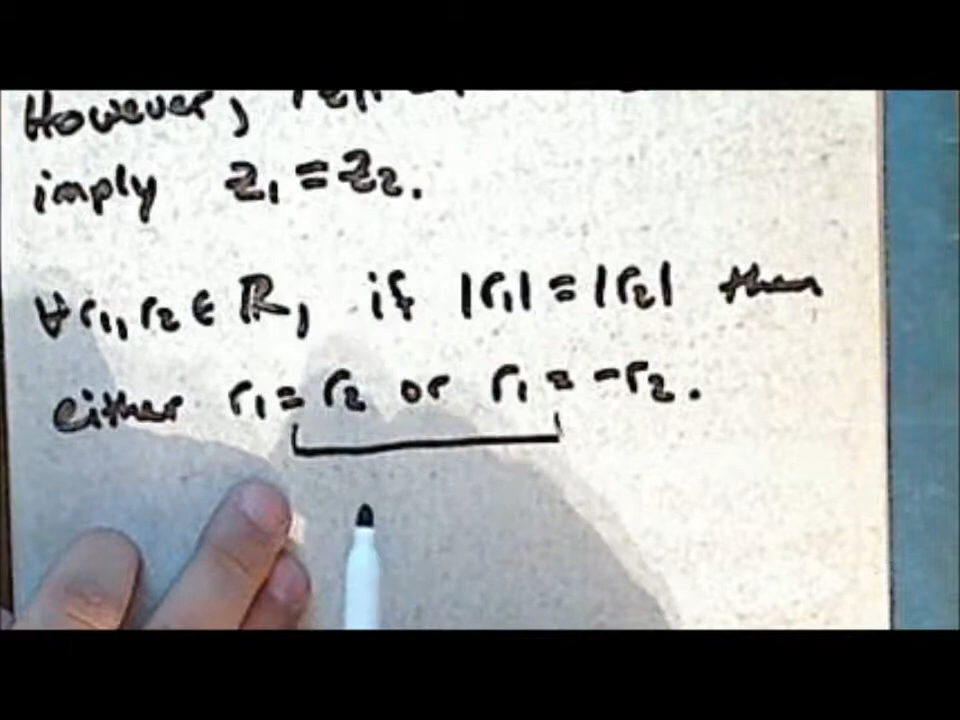 However,
imply z₁ = z₂.
∀ r₁, r₂ ∈ ℝ, if |r₁| = |r₂| then
either r₁ = r₂ or r₁ = -r₂.